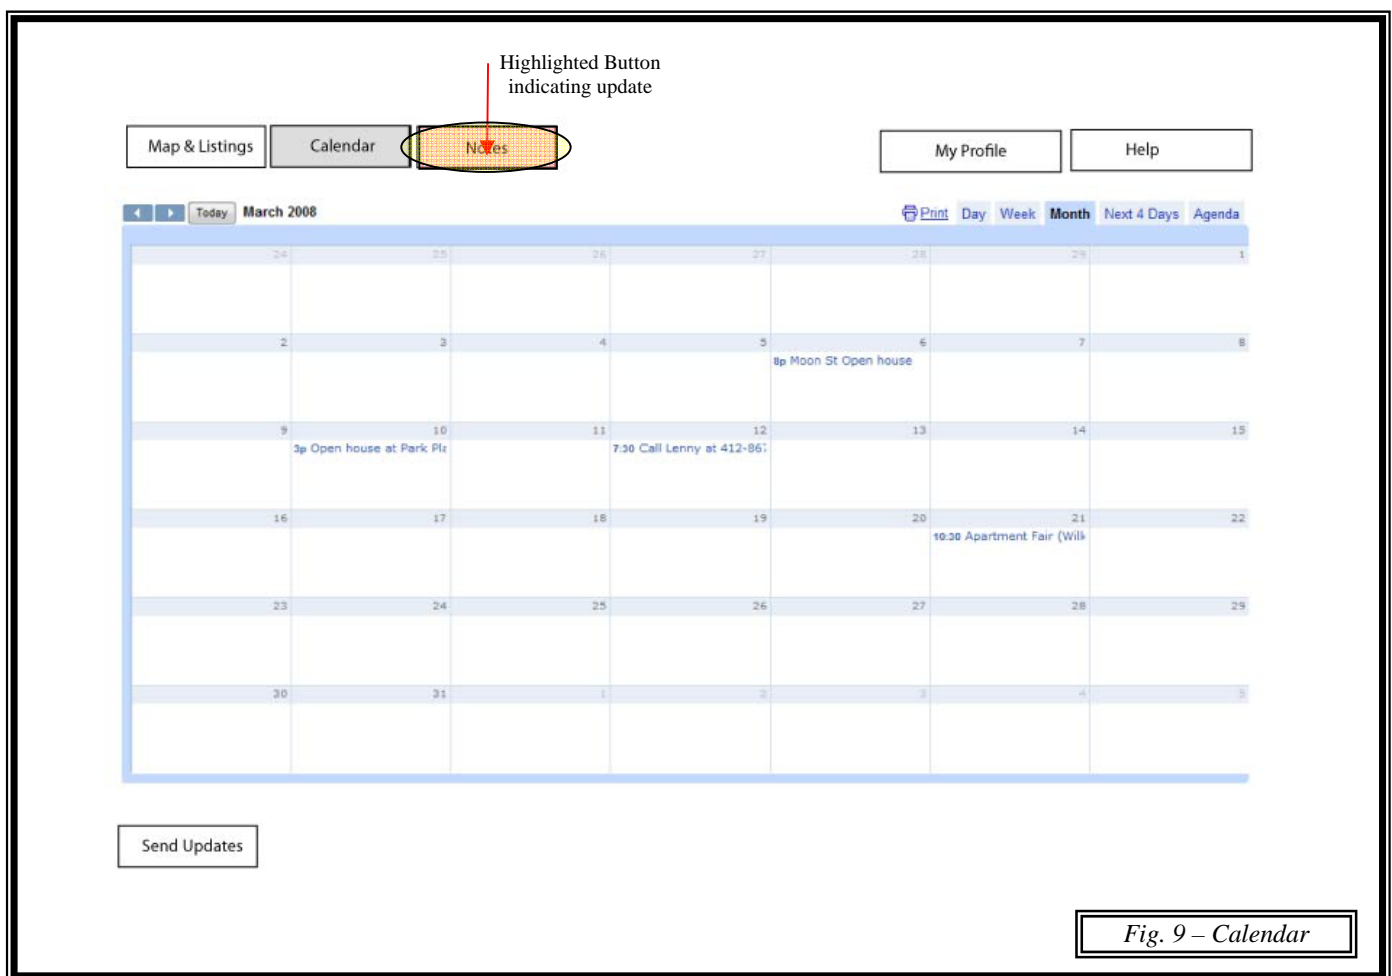 Highlighted Button
indicating update
Map & Listings Calendar Notes My Profile Help
Today March 2008 Print Day Week Month Next 4 Days Agenda
24 25 26 27 28 29 1
2 3 4 5 6 7 8
8p Moon St Open house
9 10 11 12 13 14 15
3p Open house at Park Pla 7:30 Call Lenny at 412-867
16 17 18 19 20 21 22
10:30 Apartment Fair (Wilk
23 24 25 26 27 28 29
30 31 1 2 3 4 5
Send Updates
Fig. 9 – Calendar